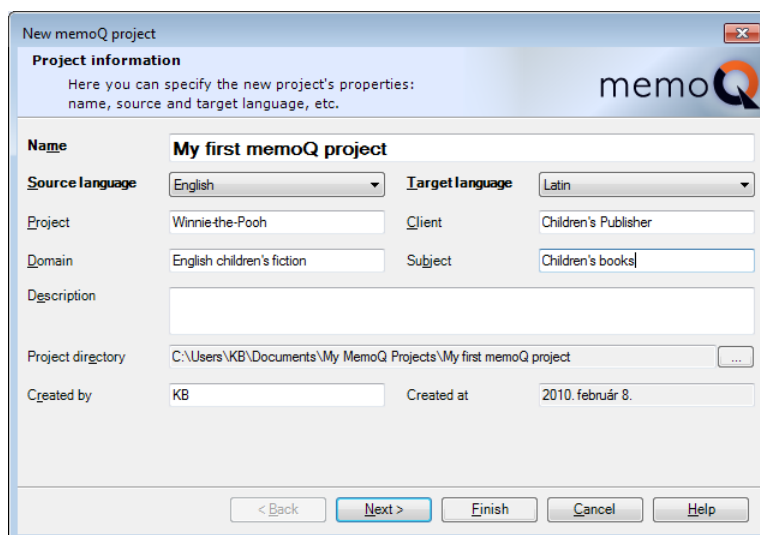 New memoQ project
Project information
Here you can specify the new project's properties:
name, source and target language, etc.
memoQ
Name My first memoQ project
Source language English Target language Latin
Project Winnie-the-Pooh Client Children's Publisher
Domain English children's fiction Subject Children's books
Description
Project directory C:\Users\KB\Documents\My MemoQ Projects\My first memoQ project ...
Created by KB Created at 2010. február 8.
< Back Next > Finish Cancel Help